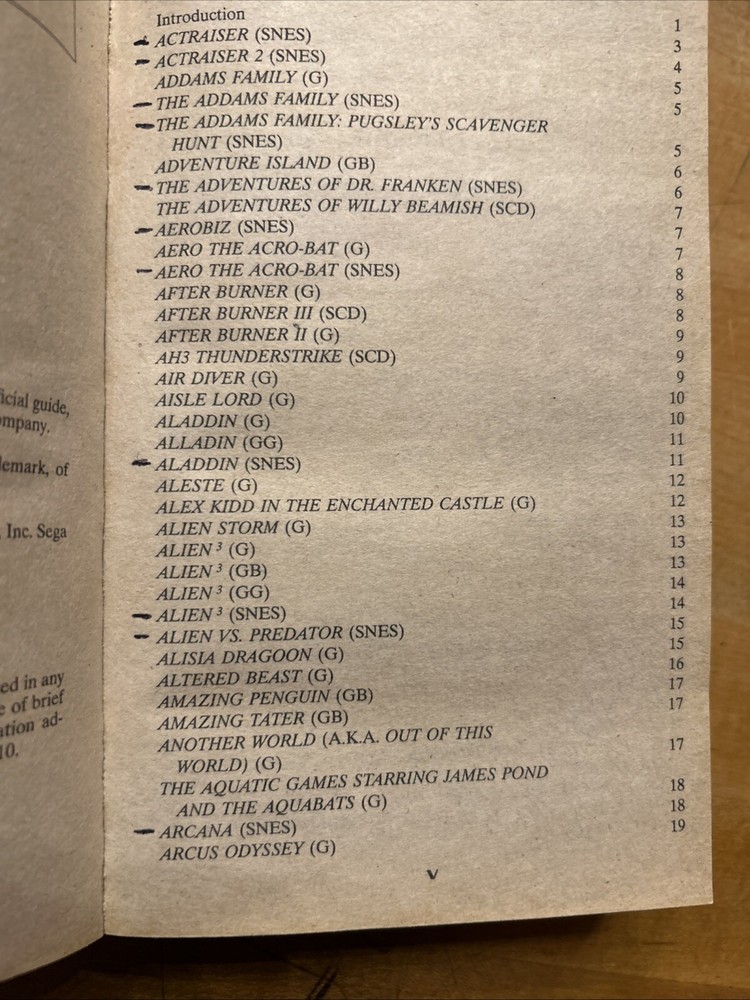 icial guide,
mpany.
lemark, of
Inc. Sega
ed in any
e of brief
ation ad-
10.
Introduction 1
ACTRAISER (SNES) 3
ACTRAISER 2 (SNES) 4
ADDAMS FAMILY (G) 5
THE ADDAMS FAMILY (SNES) 5
THE ADDAMS FAMILY: PUGSLEY'S SCAVENGER
HUNT (SNES) 5
ADVENTURE ISLAND (GB) 6
THE ADVENTURES OF DR. FRANKEN (SNES) 6
THE ADVENTURES OF WILLY BEAMISH (SCD) 7
AEROBIZ (SNES) 7
AERO THE ACRO-BAT (G) 7
AERO THE ACRO-BAT (SNES) 8
AFTER BURNER (G) 8
AFTER BURNER III (SCD) 8
AFTER BURNER II (G) 9
AH3 THUNDERSTRIKE (SCD) 9
AIR DIVER (G) 9
AISLE LORD (G) 10
ALADDIN (G) 10
ALLADIN (GG) 11
ALADDIN (SNES) 11
ALESTE (G) 12
ALEX KIDD IN THE ENCHANTED CASTLE (G) 12
ALIEN STORM (G) 13
ALIEN ³ (G) 13
ALIEN ³ (GB) 13
ALIEN ³ (GG) 14
ALIEN ³ (SNES) 14
ALIEN VS. PREDATOR (SNES) 15
ALISIA DRAGOON (G) 15
ALTERED BEAST (G) 16
AMAZING PENGUIN (GB) 17
AMAZING TATER (GB) 17
ANOTHER WORLD (A.K.A. OUT OF THIS
WORLD) (G) 17
THE AQUATIC GAMES STARRING JAMES POND
AND THE AQUABATS (G) 18
ARCANA (SNES) 18
ARCUS ODYSSEY (G) 19
v